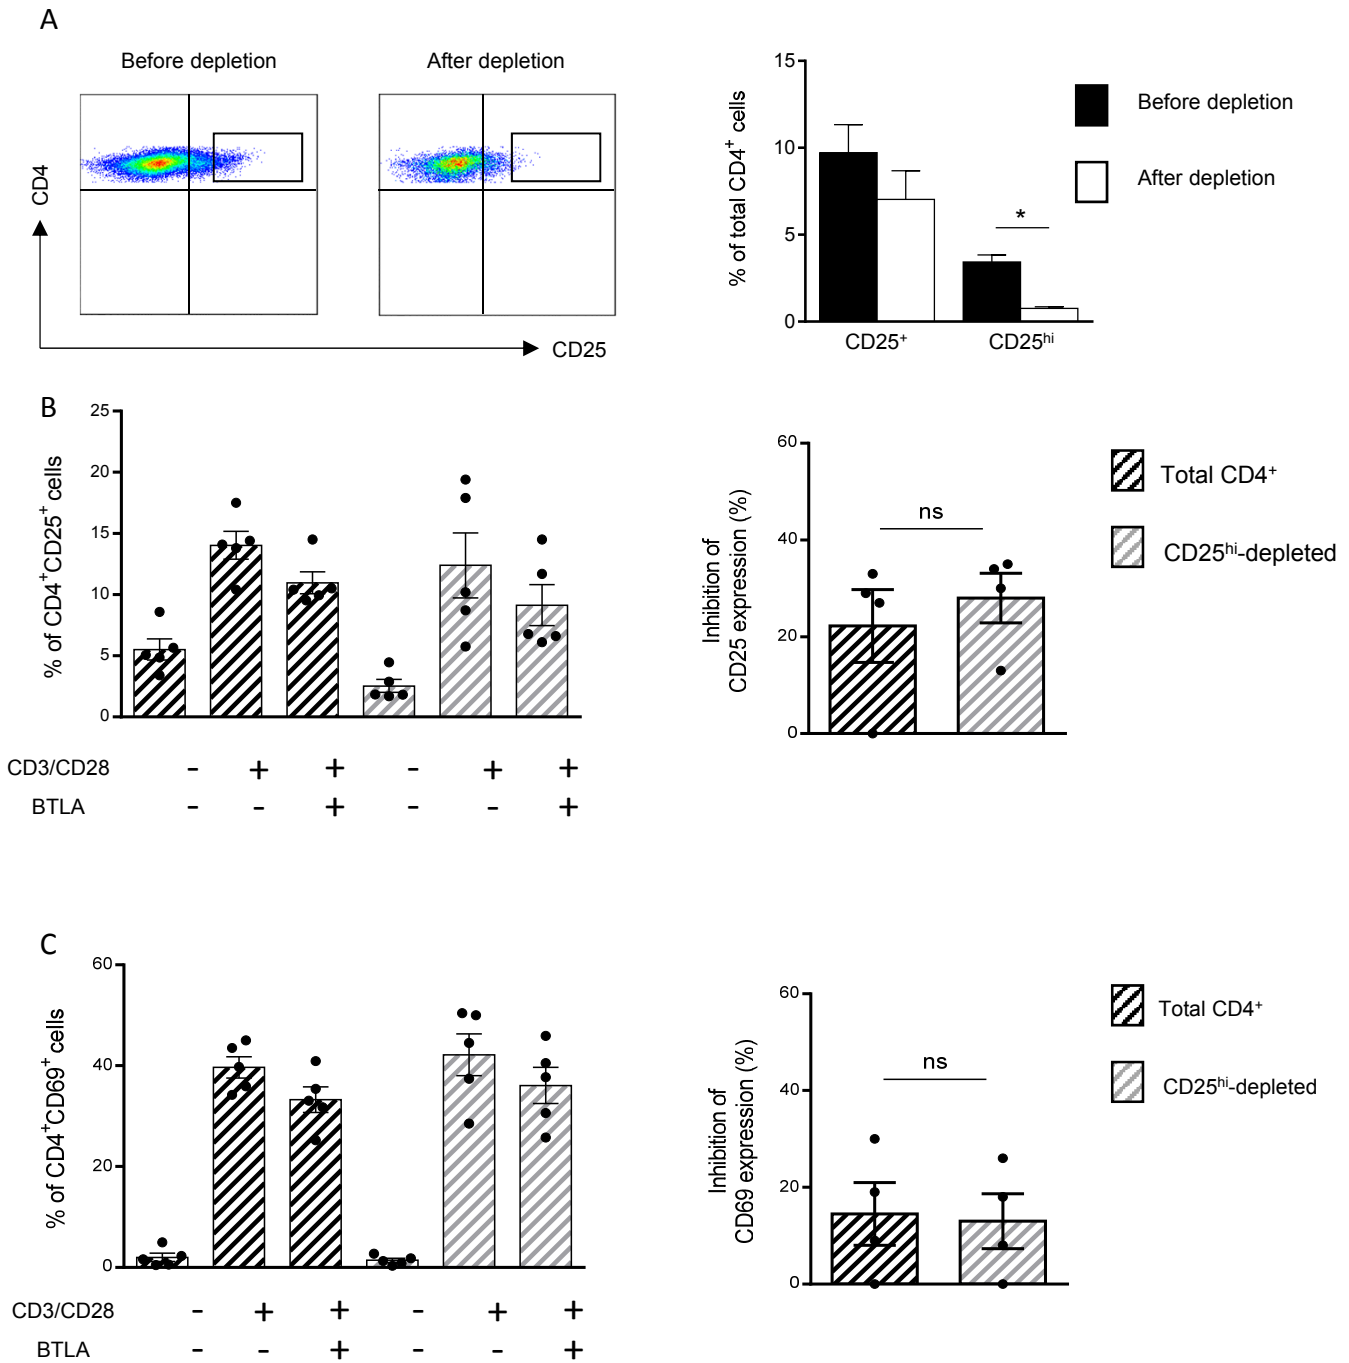 A
Before depletion
After depletion
CD4
CD25
15
10
5
0
% of total CD4⁺ cells
*
CD25⁺
CD25ʰⁱ
Before depletion
After depletion
B
25
20
15
10
5
0
% of CD4⁺CD25⁺ cells
CD3/CD28 - + + - + +
BTLA - - + - - +
60
40
20
0
Inhibition of
CD25 expression (%)
ns
Total CD4⁺
CD25ʰⁱ-depleted
C
60
40
20
0
% of CD4⁺CD69⁺ cells
CD3/CD28 - + + - + +
BTLA - - + - - +
60
40
20
0
Inhibition of
CD69 expression (%)
ns
Total CD4⁺
CD25ʰⁱ-depleted